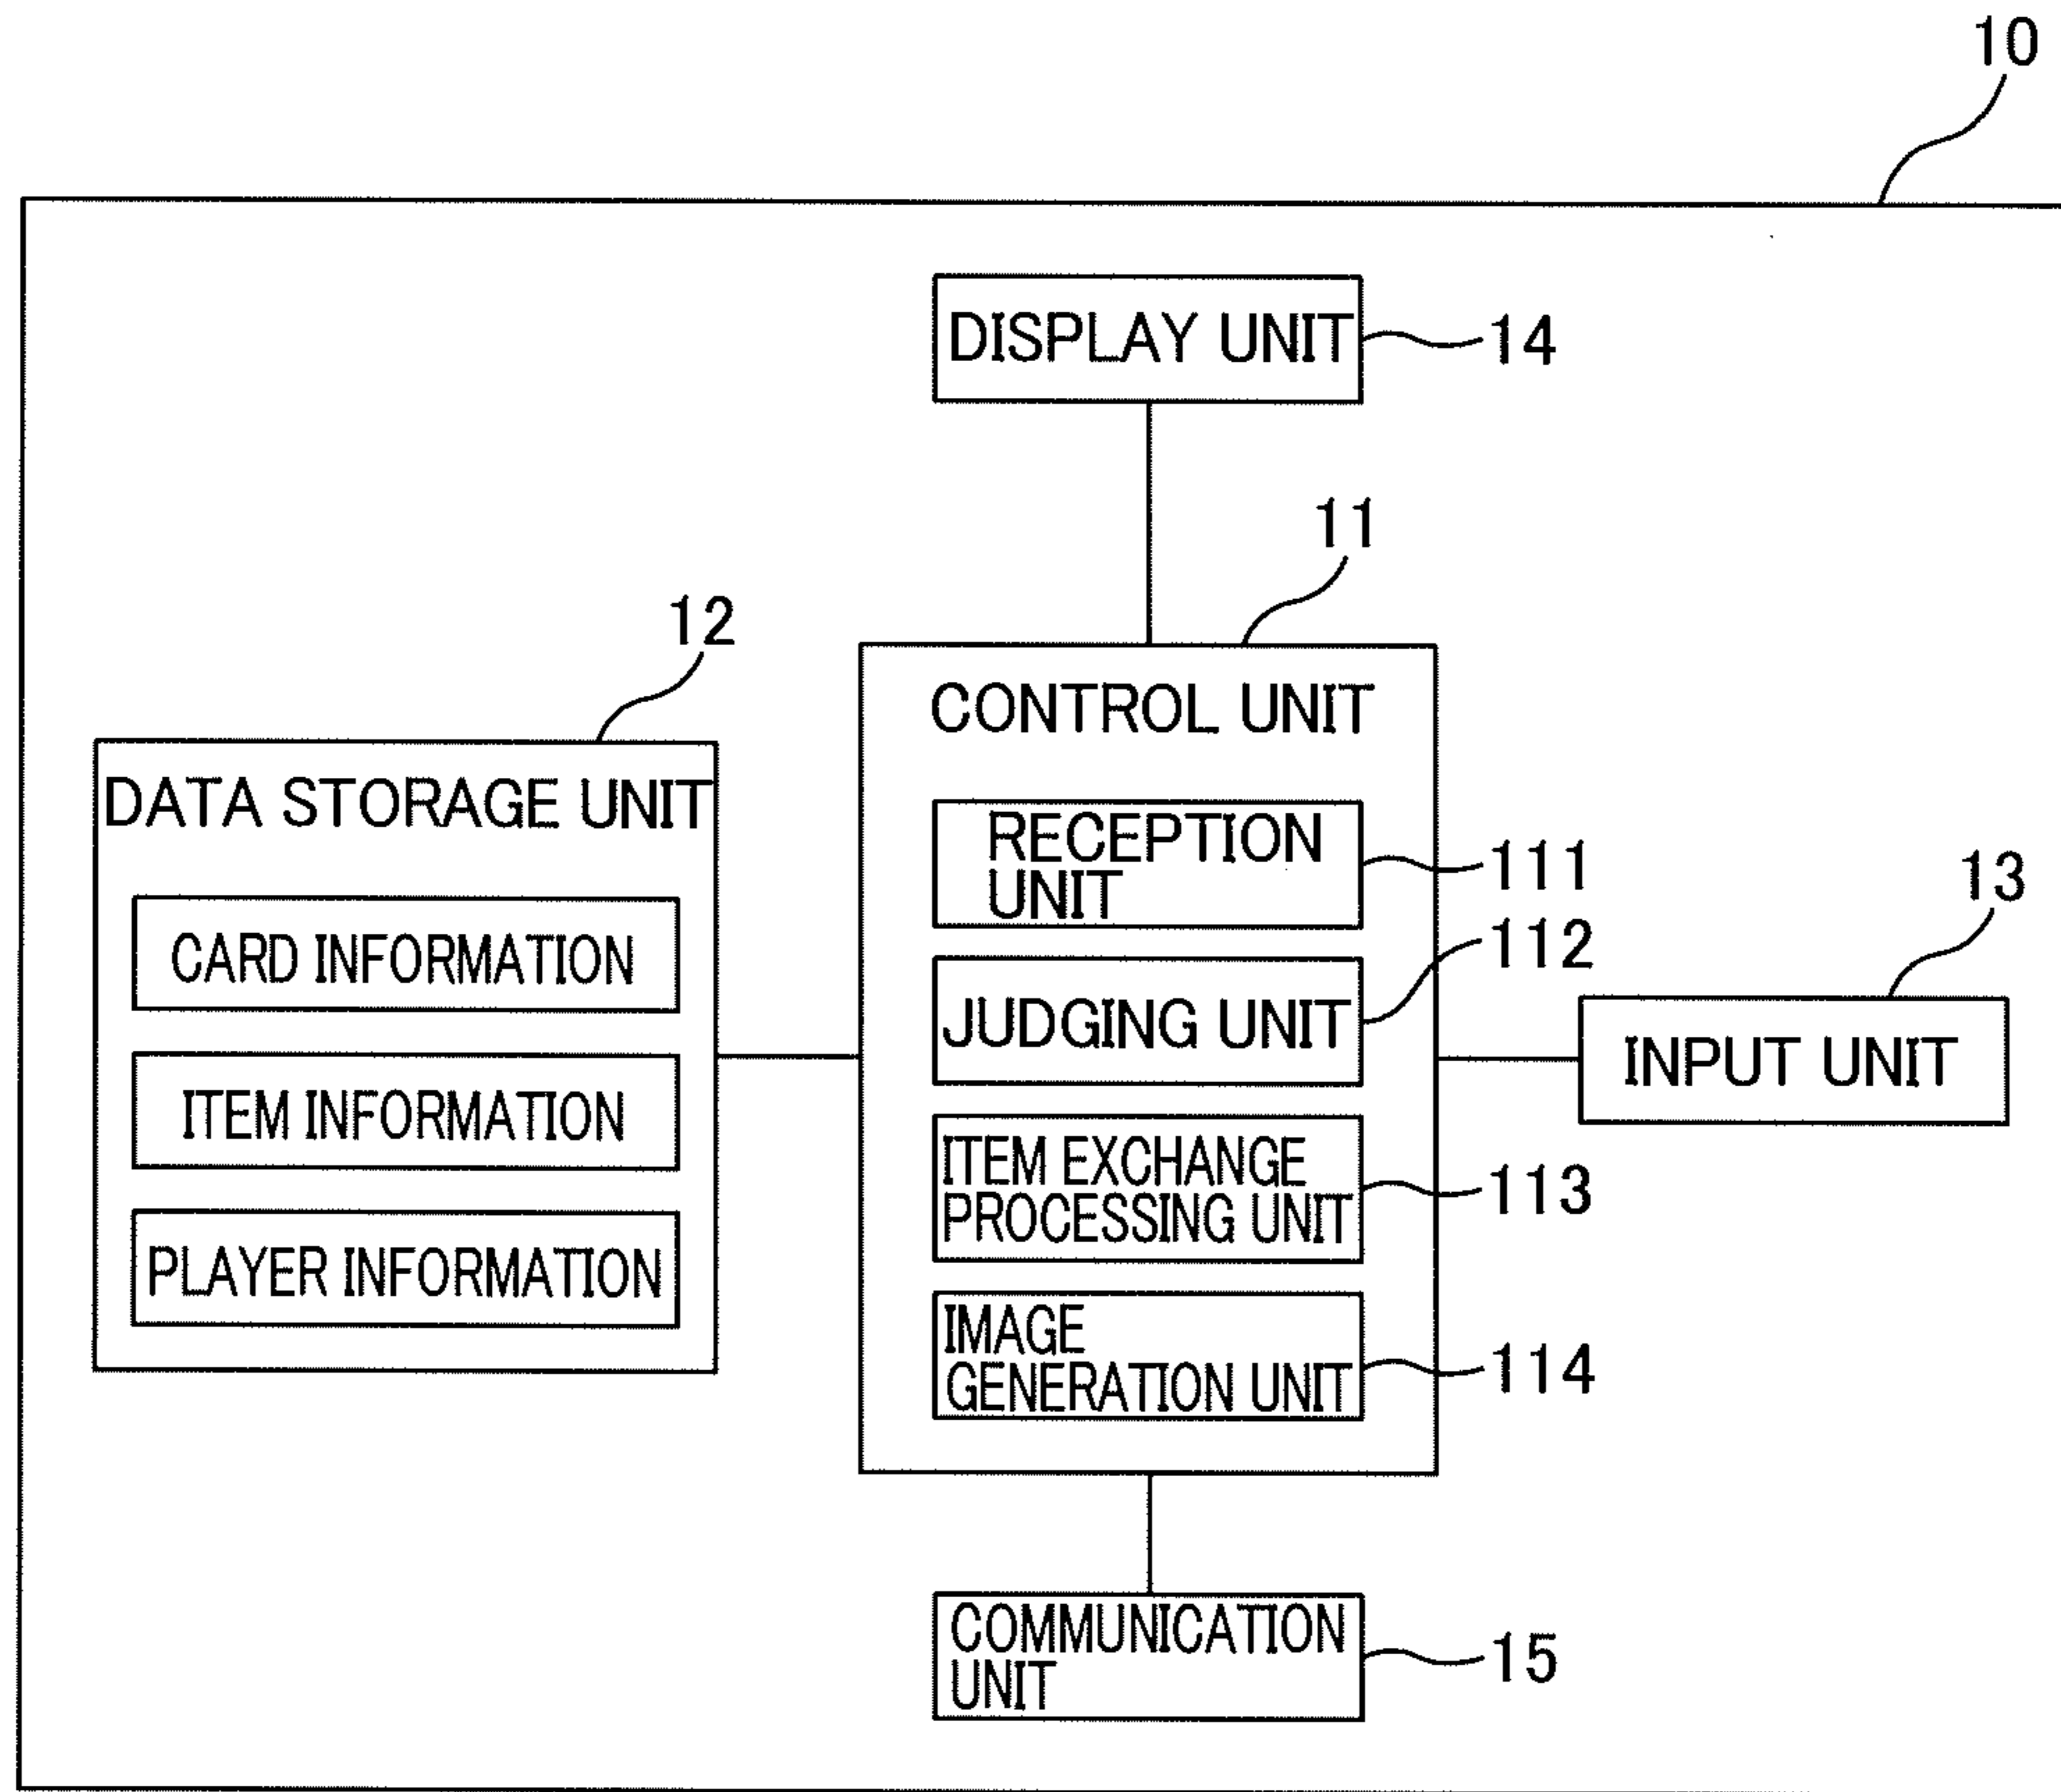 10
DISPLAY UNIT
14
11
12
CONTROL UNIT
DATA STORAGE UNIT
RECEPTION
UNIT
111
13
112
CARD INFORMATION
JUDGING UNIT
INPUT UNIT
ITEM INFORMATION
ITEM EXCHANGE
PROCESSING UNIT
113
PLAYER INFORMATION
IMAGE
GENERATION UNIT
114
COMMUNICATION
UNIT
15